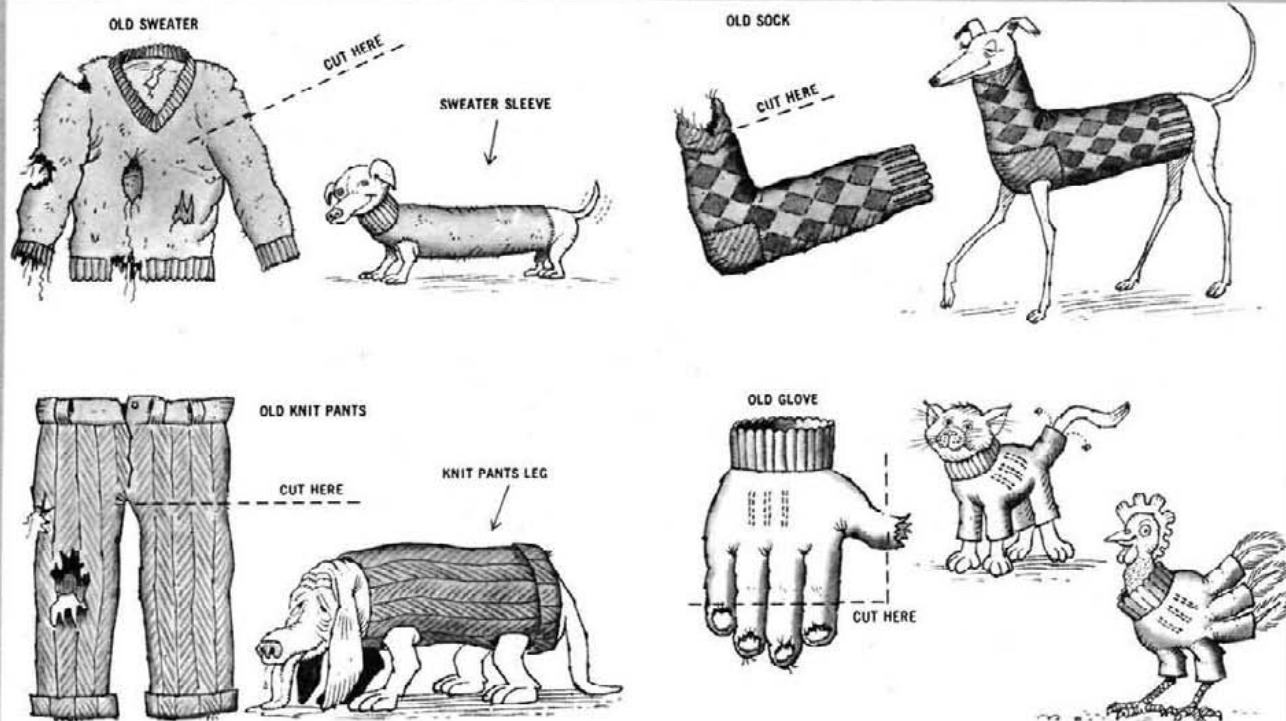 OLD SWEATER
CUT HERE
SWEATER SLEEVE
OLD SOCK
CUT HERE
OLD KNIT PANTS
CUT HERE
KNIT PANTS LEG
OLD GLOVE
CUT HERE